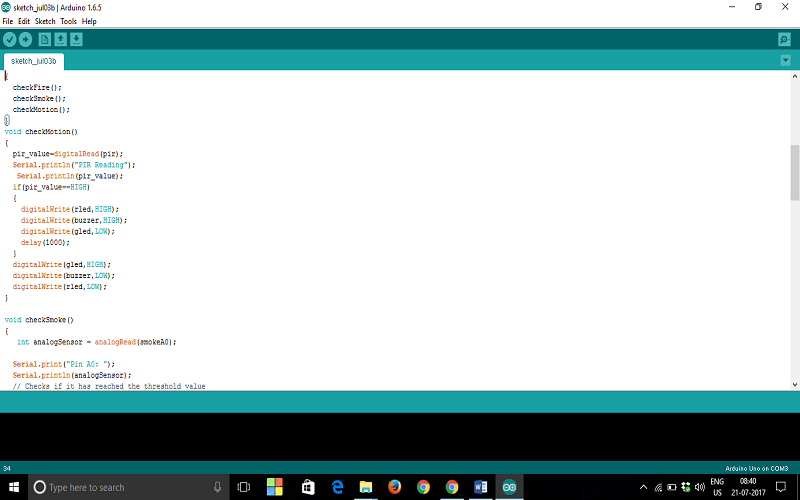 sketch_jul03b | Arduino 1.6.5
File Edit Sketch Tools Help
sketch_jul03b
{
checkFire();
checkSmoke();
checkMotion();
}
void checkMotion()
{
pir_value=digitalRead(pir);
Serial.println("PIR Reading");
Serial.println(pir_value);
if(pir_value==HIGH)
{
digitalWrite(rled,HIGH);
digitalWrite(buzzer,HIGH);
digitalWrite(gled,LOW);
delay(1000);
}
digitalWrite(gled,HIGH);
digitalWrite(buzzer,LOW);
digitalWrite(rled,LOW);
}
void checkSmoke()
{
int analogSensor = analogRead(smokeA0);
Serial.print("Pin A0: ");
Serial.println(analogSensor);
// Checks if it has reached the threshold value
34
Arduino Uno on COM3
Type here to search
ENG
US
08:40
21-07-2017